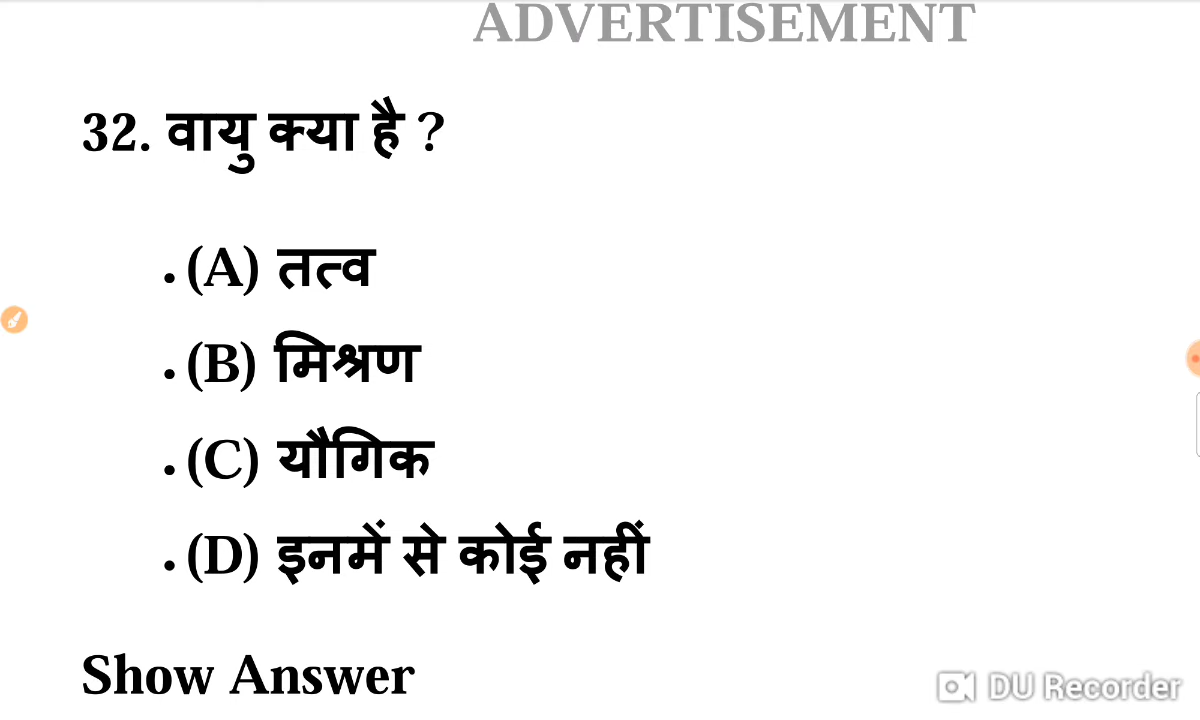 ADVERTISEMENT
32. वायु क्या है ?
. (A) तत्व
. (B) मिश्रण
. (C) यौगिक
. (D) इनमें से कोई नहीं
Show Answer
DU Recorder